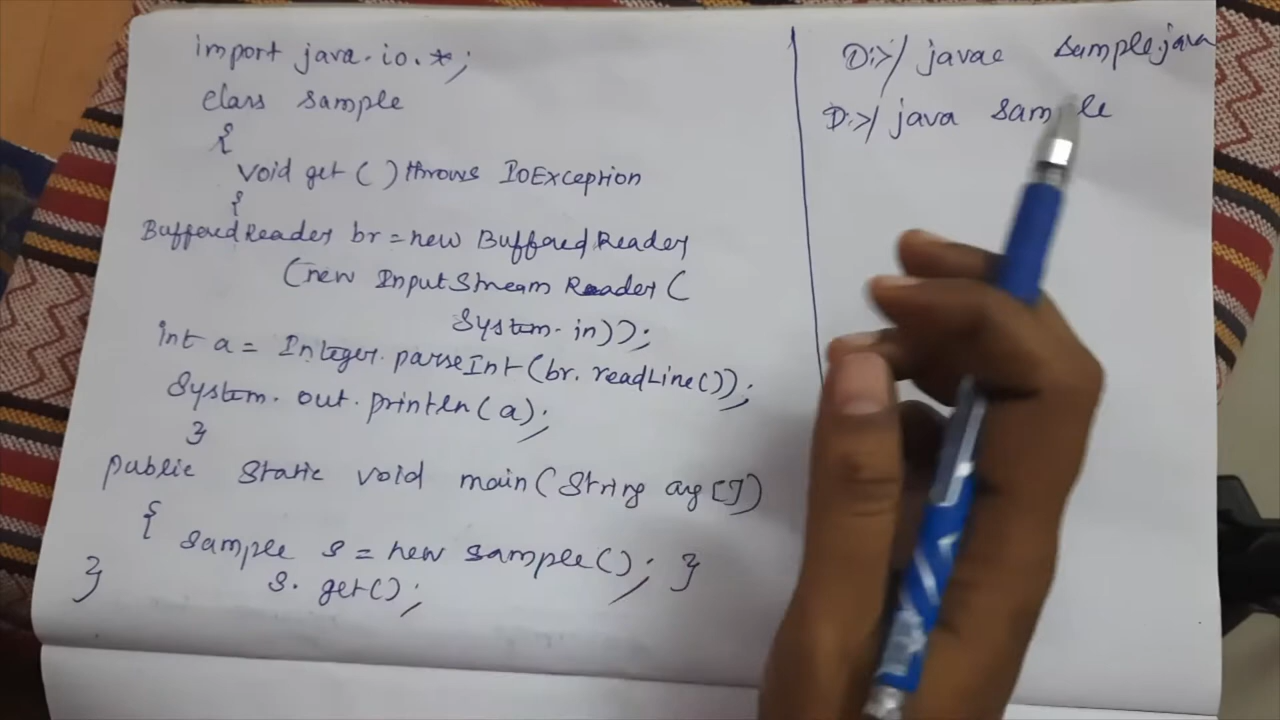 import java.io.*;
class sample
{
void get ( ) throws IOException
{
BufferedReader br = new BufferedReader
(new InputStream Reader (
System.in));
int a = Integer.parseInt(br.readLine());
System.out.println(a);
}
public static void main(String arg[])
{
sample s = new sample(); }
} s.get();
D:>/ javac sample.java
D:>/ java sample